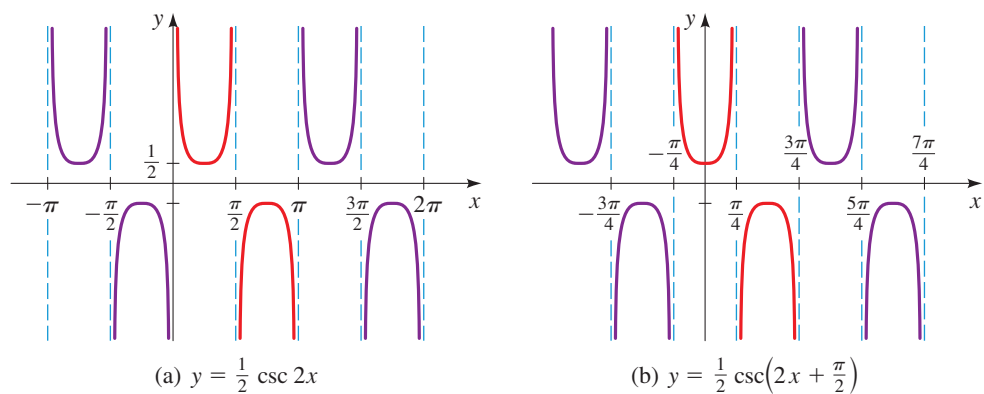 y
1/2
−π −π/2 π/2 π 3π/2 2π x
(a) y = 1/2 csc 2x
y
−π/4 3π/4 7π/4
−3π/4 π/4 5π/4 x
(b) y = 1/2 csc(2x + π/2)